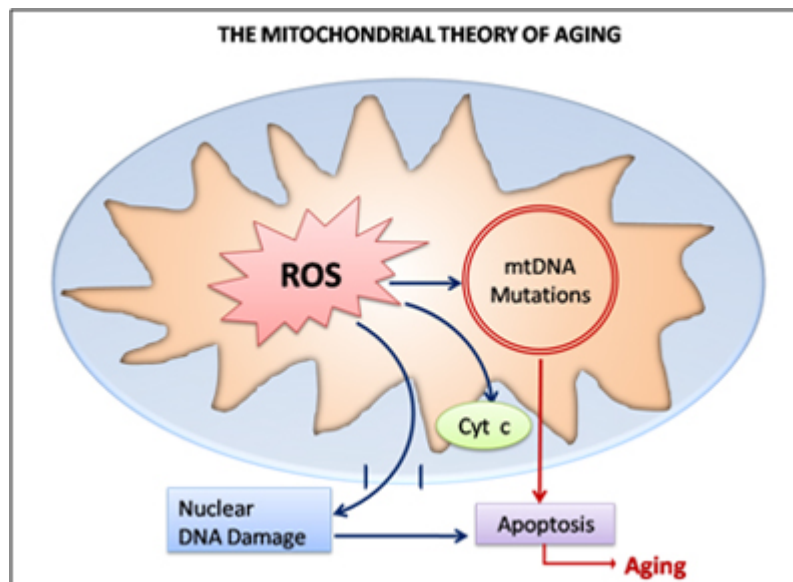 THE MITOCHONDRIAL THEORY OF AGING
ROS
mtDNA
Mutations
Cyt c
Nuclear
DNA Damage
Apoptosis
Aging